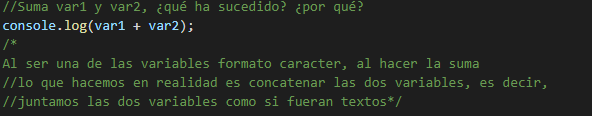 //Suma var1 y var2, ¿qué ha sucedido? ¿por qué?
console.log(var1 + var2);
/*
Al ser una de las variables formato caracter, al hacer la suma
//lo que hacemos en realidad es concatenar las dos variables, es decir,
//juntamos las dos variables como si fueran textos*/